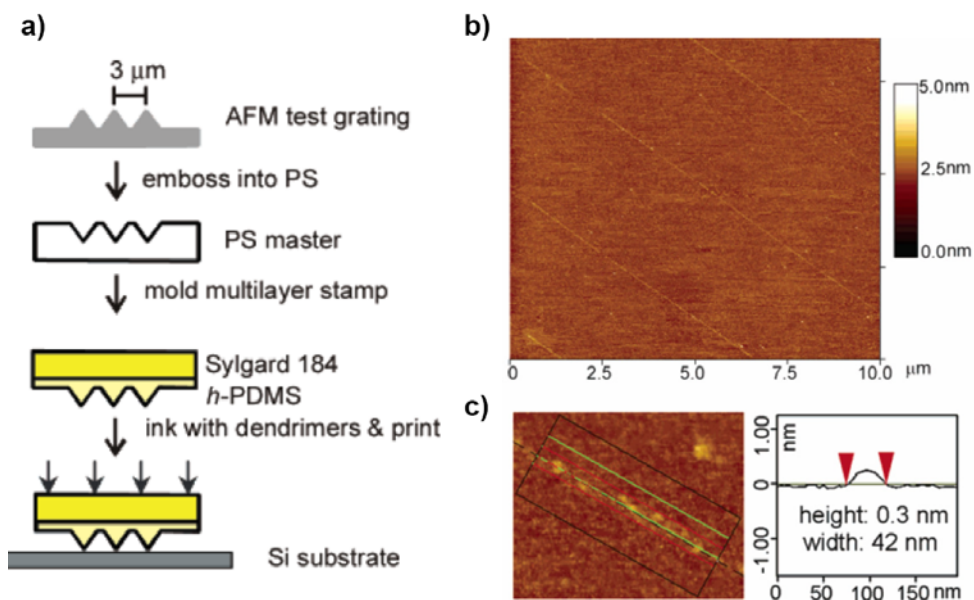 a)
3 μm
AFM test grating
emboss into PS
PS master
mold multilayer stamp
Sylgard 184
h-PDMS
ink with dendrimers & print
Si substrate
b)
5.0nm
2.5nm
0.0nm
0 2.5 5.0 7.5 10.0 μm
c)
1.00
nm
0
-1.00
height: 0.3 nm
width: 42 nm
0 50 100 150 nm